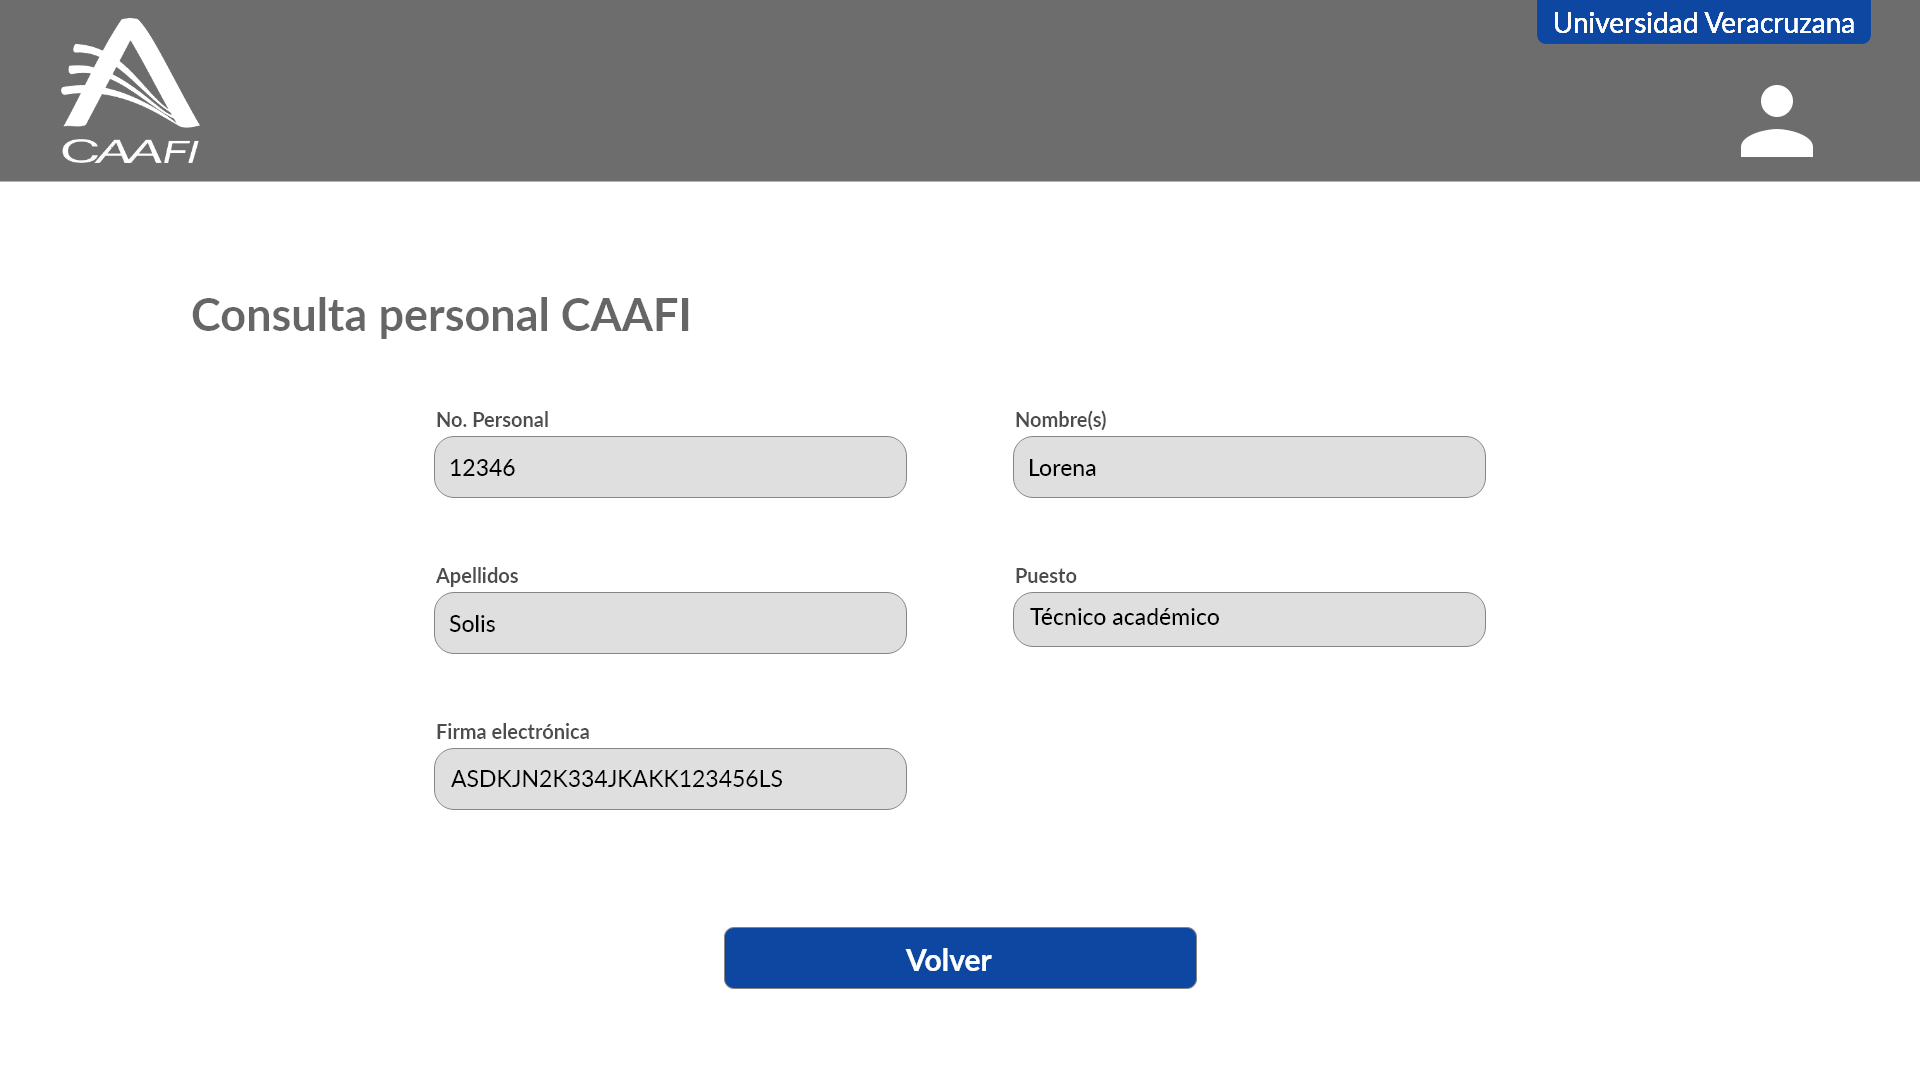 Universidad Veracruzana
CAAFI
Consulta personal CAAFI
No. Personal
12346
Nombre(s)
Lorena
Apellidos
Solis
Puesto
Técnico académico
Firma electrónica
ASDKJN2K334JKAKK123456LS
Volver